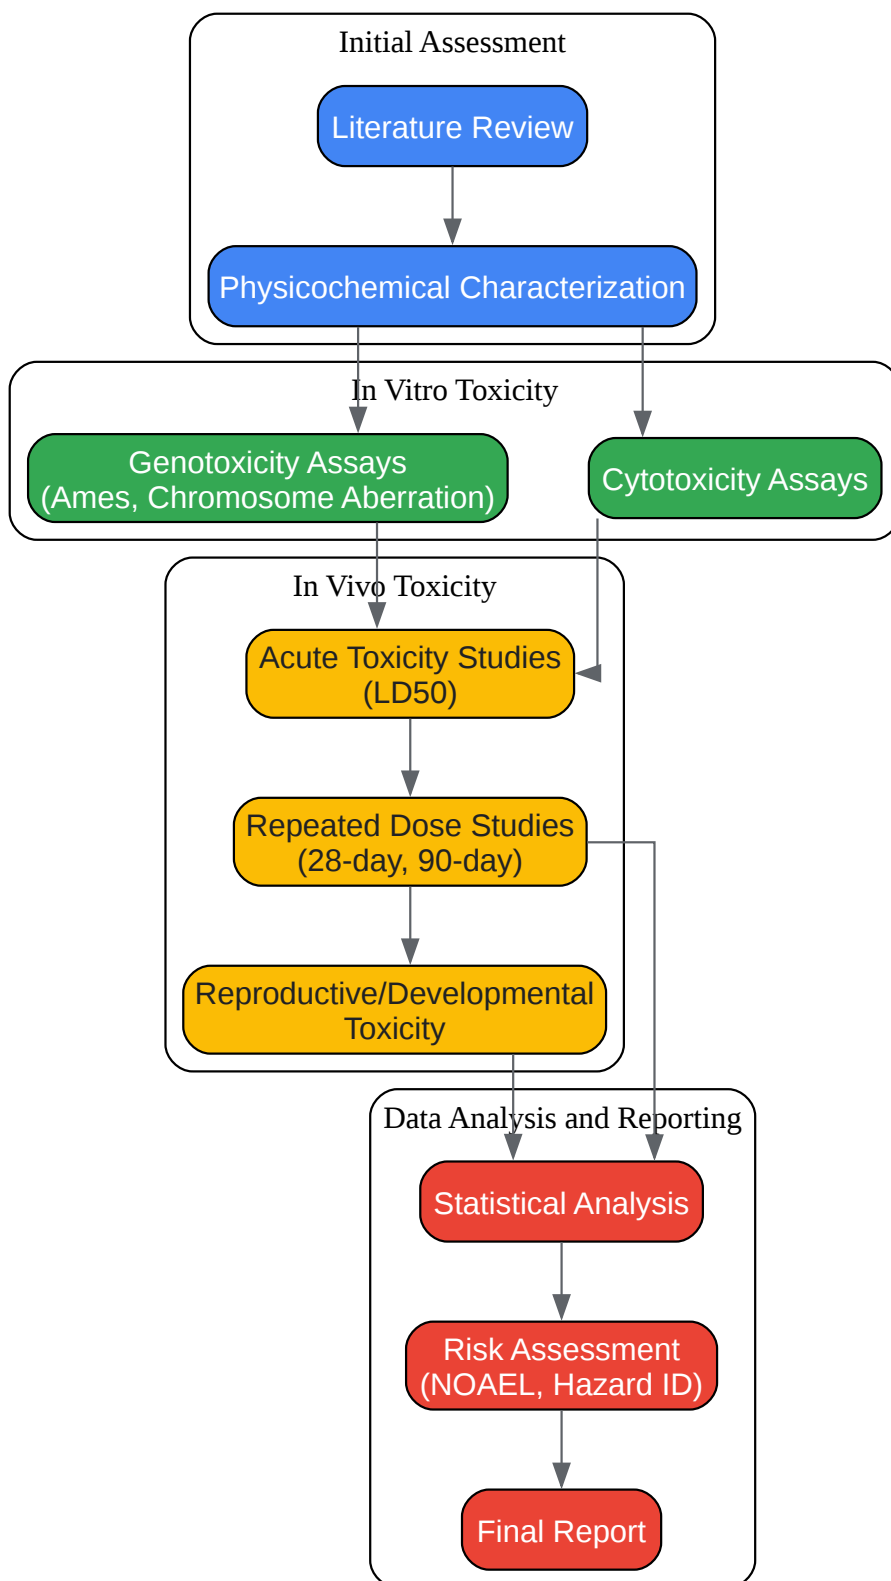 Initial Assessment
Literature Review
Physicochemical Characterization
In Vitro Toxicity
Genotoxicity Assays
(Ames, Chromosome Aberration)
Cytotoxicity Assays
In Vivo Toxicity
Acute Toxicity Studies
(LD50)
Repeated Dose Studies
(28-day, 90-day)
Reproductive/Developmental
Toxicity
Data Analysis and Reporting
Statistical Analysis
Risk Assessment
(NOAEL, Hazard ID)
Final Report